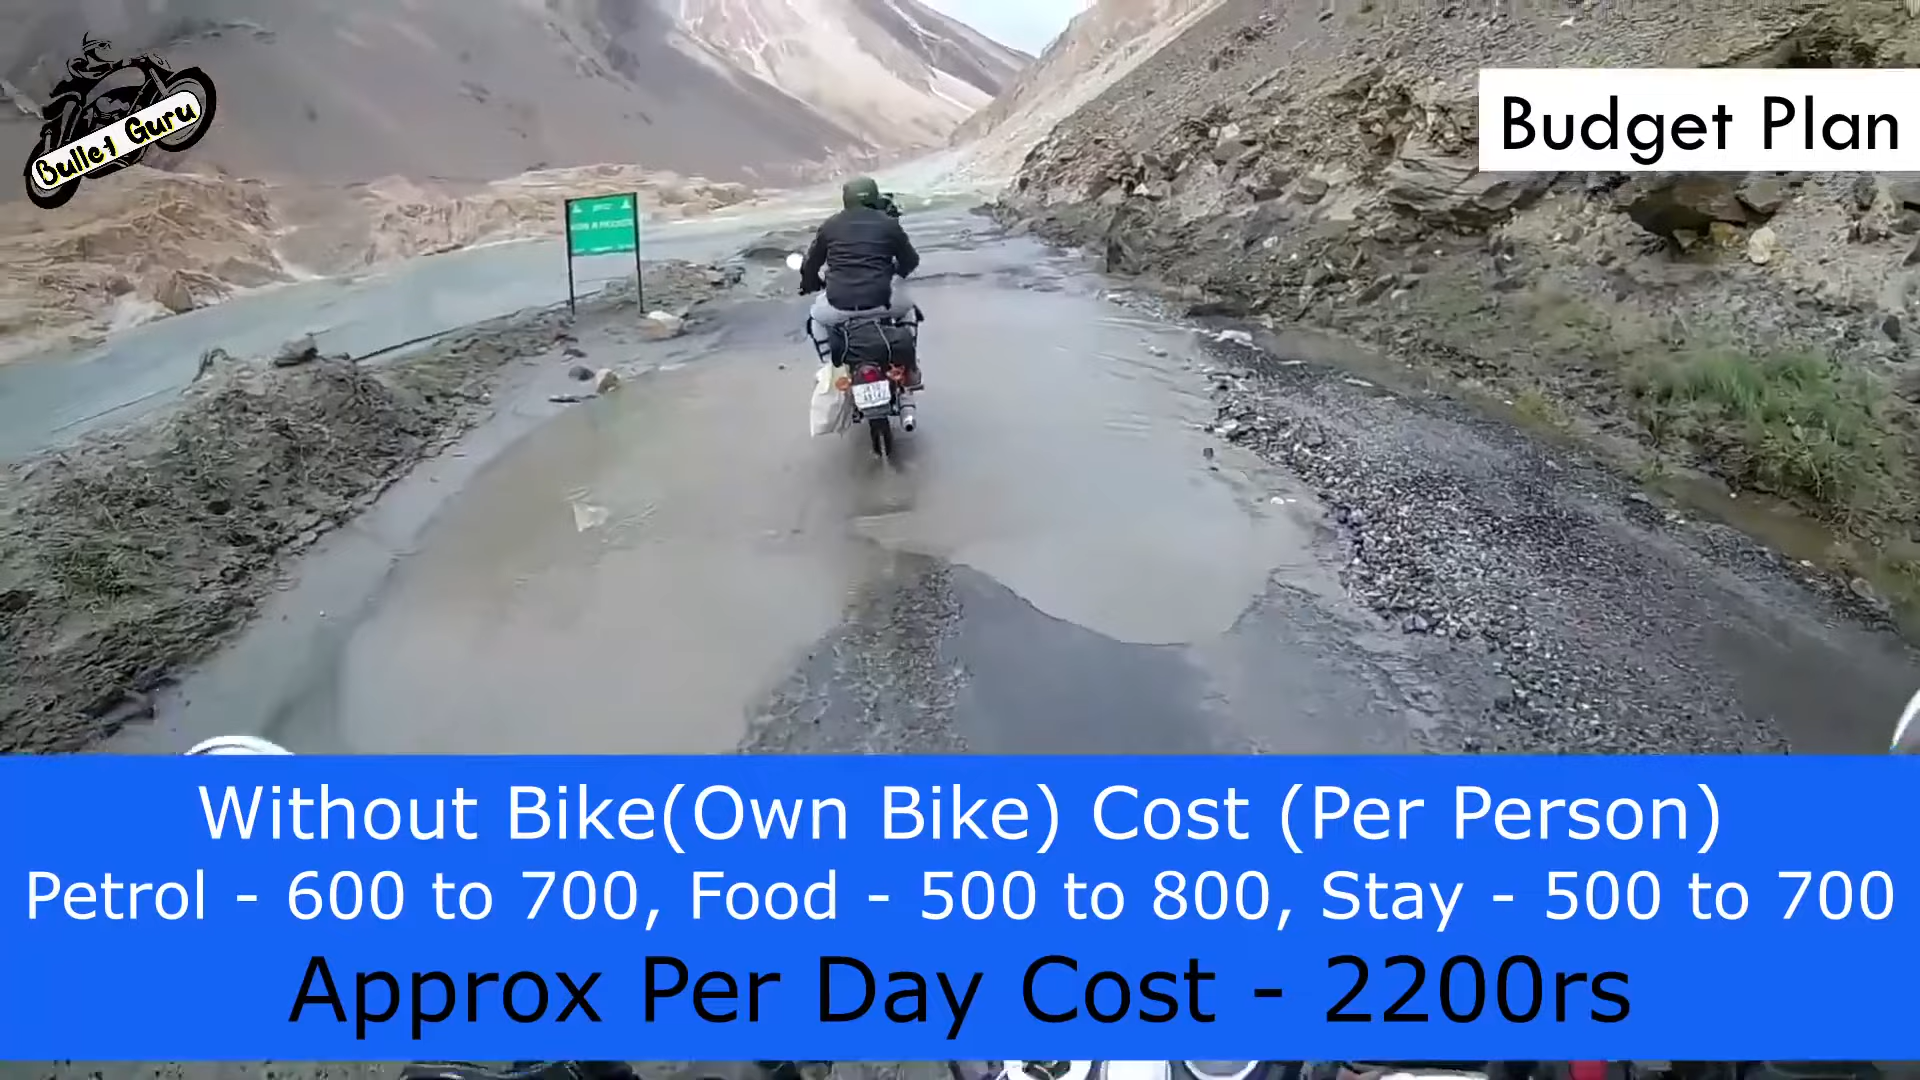 Bullet Guru
Budget Plan
Without Bike(Own Bike) Cost (Per Person)
Petrol - 600 to 700, Food - 500 to 800, Stay - 500 to 700
Approx Per Day Cost - 2200rs